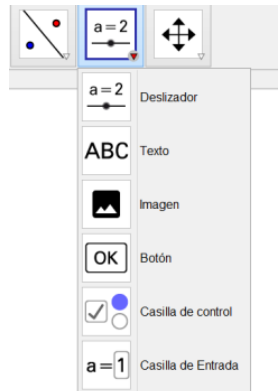 a=2
a=2 Deslizador
ABC Texto
Imagen
OK Botón
Casilla de control
a=1 Casilla de Entrada